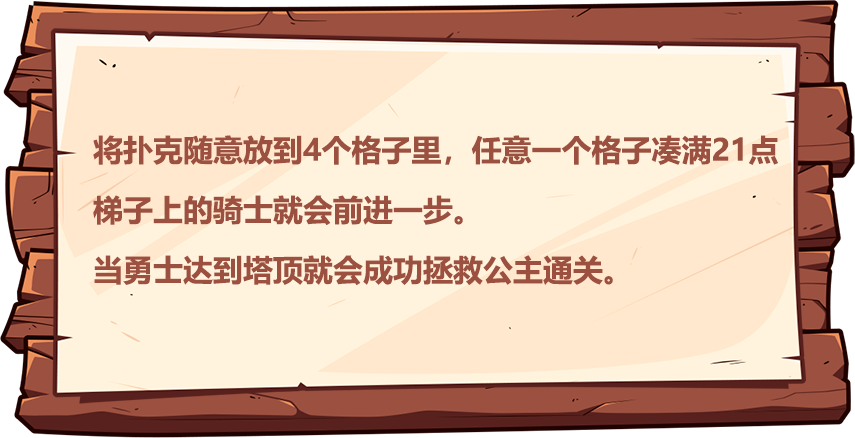 将扑克随意放到4个格子里，任意一个格子凑满21点
梯子上的骑士就会前进一步。
当勇士达到塔顶就会成功拯救公主通关。